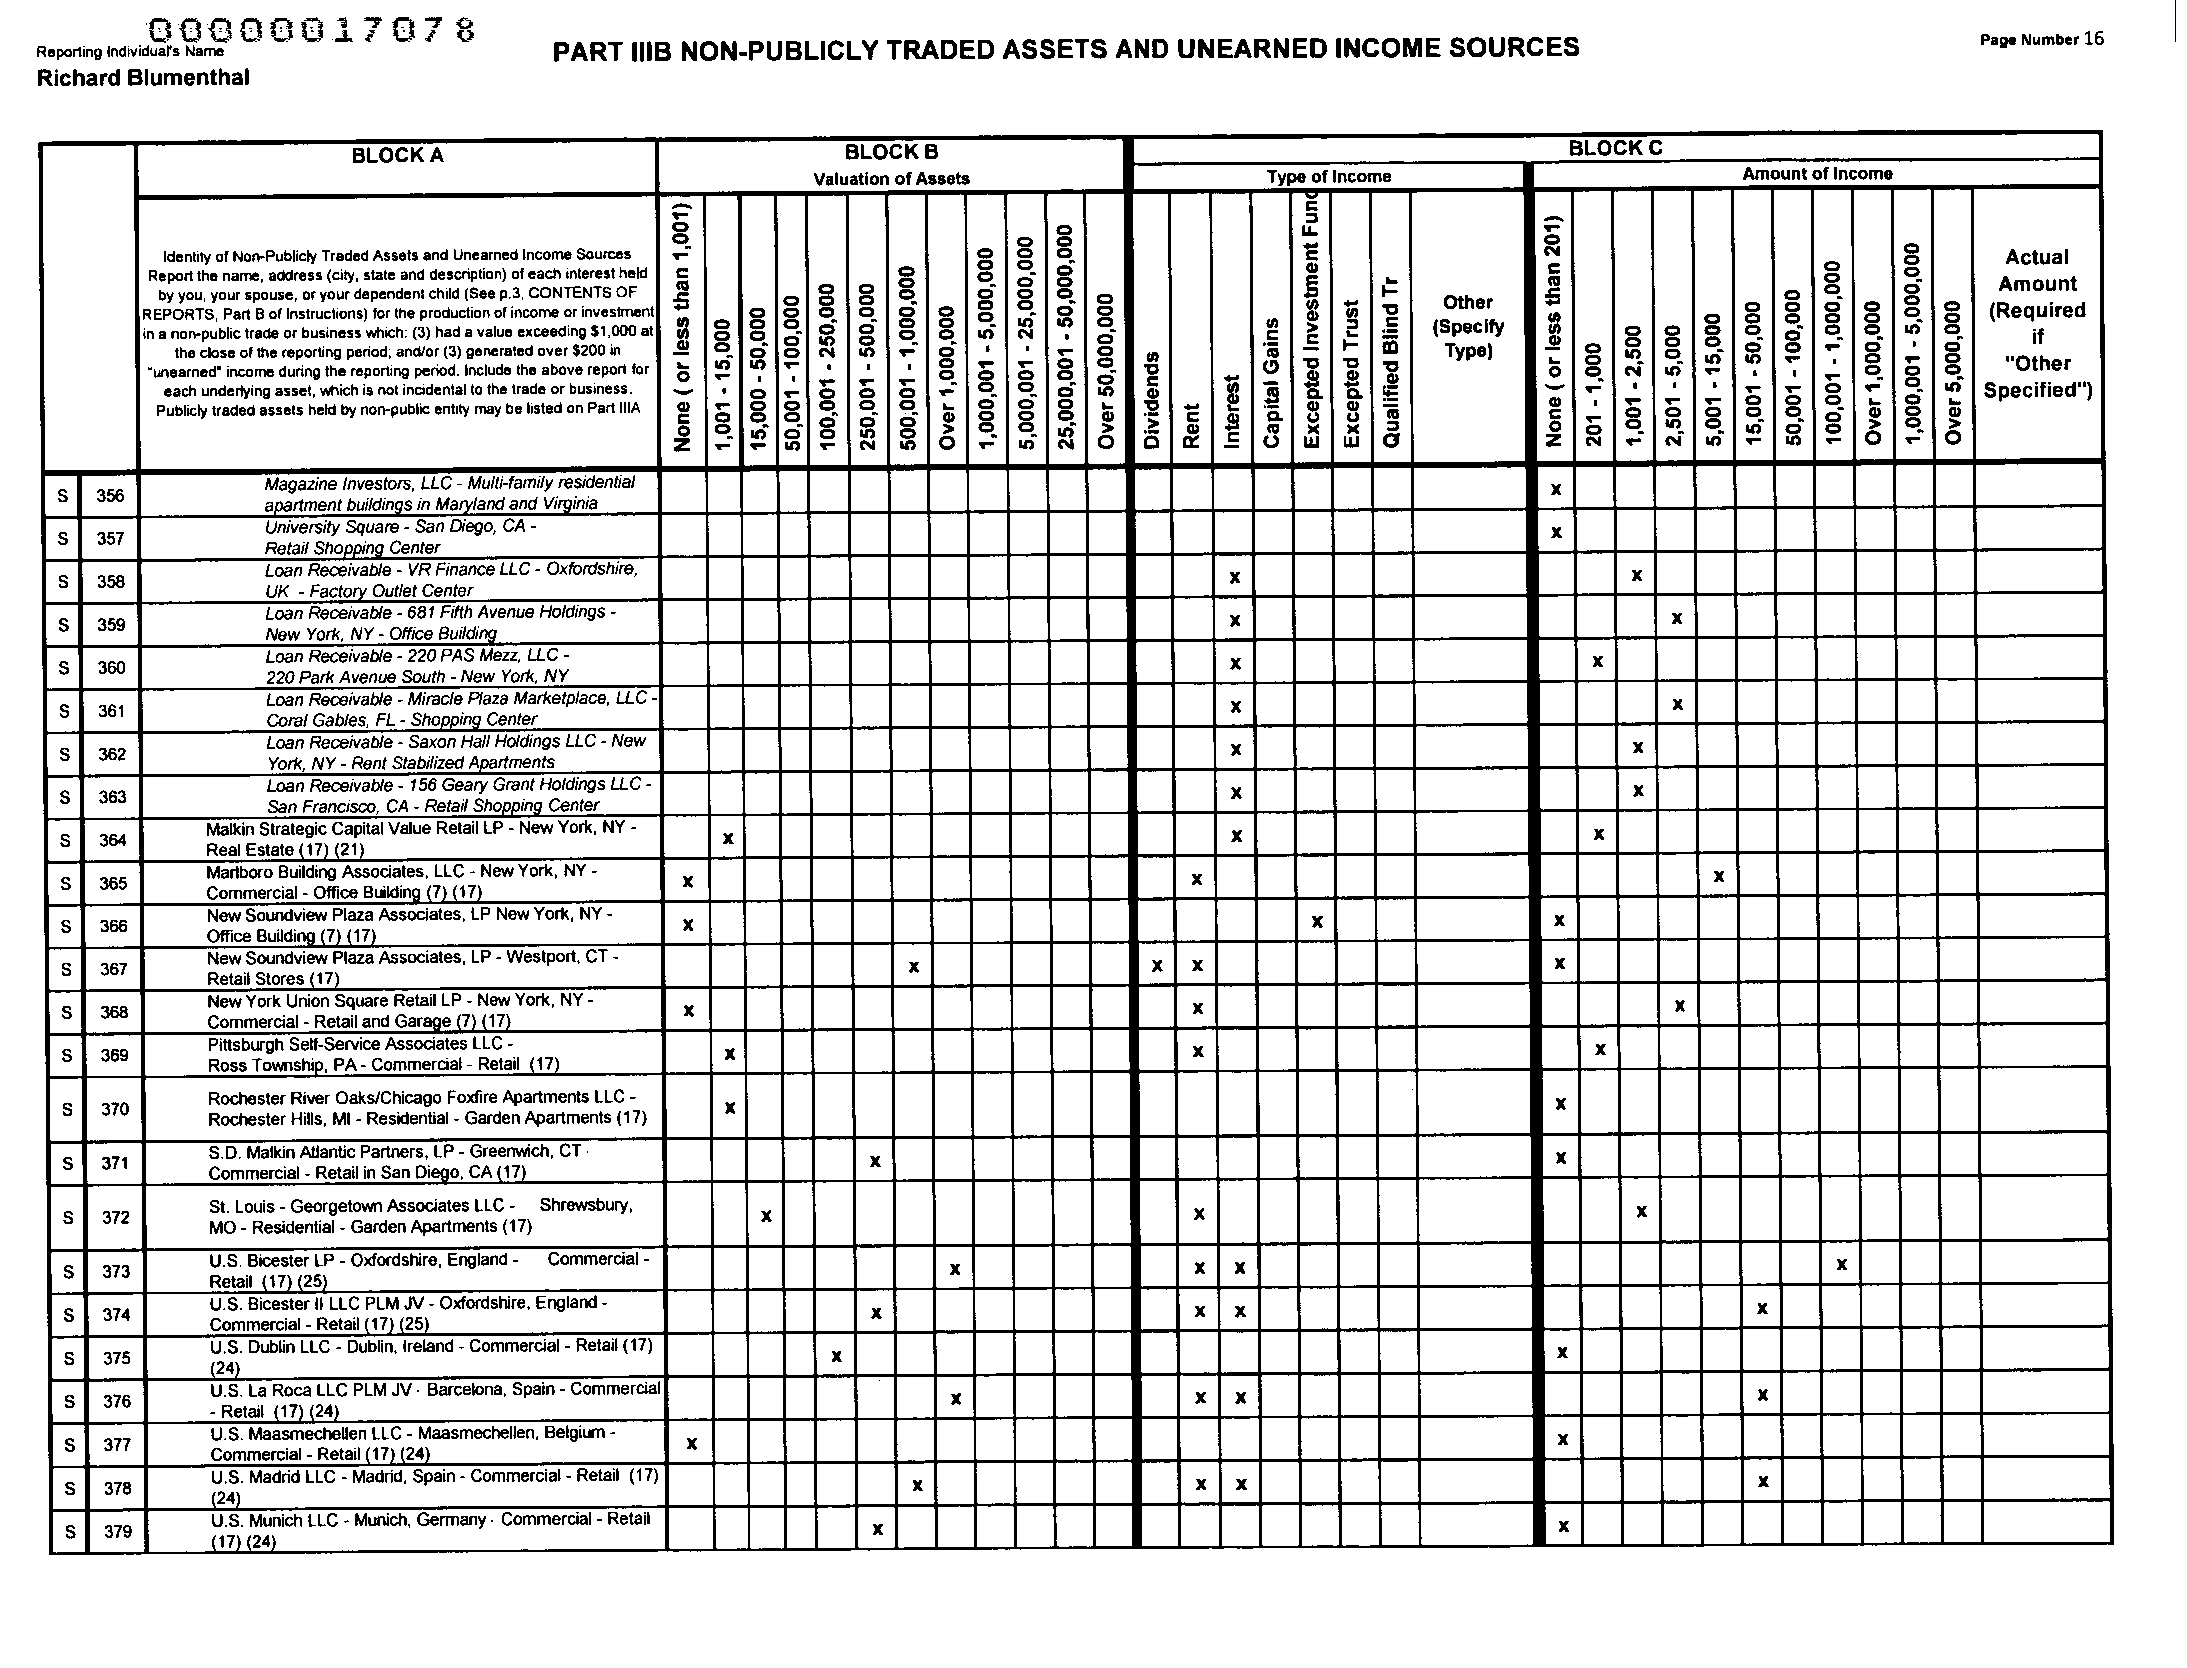 00000017078
Reporting Individual's Name
Richard Blumenthal
PART IIIB NON-PUBLICLY TRADED ASSETS AND UNEARNED INCOME SOURCES
Page Number 16
BLOCK A
BLOCK B
BLOCK C
Valuation of Assets
Type of Income
Amount of Income
Identity of Non-Publicly Traded Assets and Unearned Income Sources
Report the name, address (city, state and description) of each interest held
by you, your spouse, or your dependent child (See p.3, CONTENTS OF
REPORTS, Part B of Instructions) for the production of income or investment
in a non-public trade or business which: (3) had a value exceeding $1,000 at
the close of the reporting period; and/or (3) generated over $200 in
"unearned" income during the reporting period. Include the above report for
each underlying asset, which is not incidental to the trade or business.
Publicly traded assets held by non-public entity may be listed on Part IIIA
None ( or less than 1,001)
1,001 - 15,000
15,000 - 50,000
50,001 - 100,000
100,001 - 250,000
250,001 - 500,000
500,001 - 1,000,000
Over 1,000,000
1,000,001 - 5,000,000
5,000,001 - 25,000,000
25,000,001 - 50,000,000
Over 50,000,000
Dividends
Rent
Interest
Capital Gains
Excepted Investment Fund
Excepted Trust
Qualified Blind Tr
Other
(Specify
Type)
None ( or less than 201)
201 - 1,000
1,001 - 2,500
2,501 - 5,000
5,001 - 15,000
15,001 - 50,000
50,001 - 100,000
100,001 - 1,000,000
Over 1,000,000
1,000,001 - 5,000,000
Over 5,000,000
Actual
Amount
(Required
if
"Other
Specified")
S 356 Magazine Investors, LLC - Multi-family residential
apartment buildings in Maryland and Virginia x
S 357 University Square - San Diego, CA -
Retail Shopping Center x
S 358 Loan Receivable - VR Finance LLC - Oxfordshire,
UK - Factory Outlet Center x x
S 359 Loan Receivable - 681 Fifth Avenue Holdings -
New York, NY - Office Building x x
S 360 Loan Receivable - 220 PAS Mezz, LLC -
220 Park Avenue South - New York, NY x x
S 361 Loan Receivable - Miracle Plaza Marketplace, LLC -
Coral Gables, FL - Shopping Center x x
S 362 Loan Receivable - Saxon Hall Holdings LLC - New
York, NY - Rent Stabilized Apartments x x
S 363 Loan Receivable - 156 Geary Grant Holdings LLC -
San Francisco, CA - Retail Shopping Center x x
S 364 Malkin Strategic Capital Value Retail LP - New York, NY -
Real Estate (17) (21) x x x
S 365 Marlboro Building Associates, LLC - New York, NY -
Commercial - Office Building (7) (17) x x x
S 366 New Soundview Plaza Associates, LP New York, NY -
Office Building (7) (17) x x x
S 367 New Soundview Plaza Associates, LP - Westport, CT -
Retail Stores (17) x x x x
S 368 New York Union Square Retail LP - New York, NY -
Commercial - Retail and Garage (7) (17) x x x
S 369 Pittsburgh Self-Service Associates LLC -
Ross Township, PA - Commercial - Retail (17) x x x
S 370 Rochester River Oaks/Chicago Foxfire Apartments LLC -
Rochester Hills, MI - Residential - Garden Apartments (17) x x
S 371 S.D. Malkin Atlantic Partners, LP - Greenwich, CT -
Commercial - Retail in San Diego, CA (17) x x
S 372 St. Louis - Georgetown Associates LLC - Shrewsbury,
MO - Residential - Garden Apartments (17) x x x
S 373 U.S. Bicester LP - Oxfordshire, England - Commercial -
Retail (17) (25) x x x x
S 374 U.S. Bicester II LLC PLM JV - Oxfordshire, England -
Commercial - Retail (17) (25) x x x x
S 375 U.S. Dublin LLC - Dublin, Ireland - Commercial - Retail (17)
(24) x x
S 376 U.S. La Roca LLC PLM JV - Barcelona, Spain - Commercial
- Retail (17) (24) x x x x
S 377 U.S. Maasmechellen LLC - Maasmechellen, Belgium -
Commercial - Retail (17) (24) x x
S 378 U.S. Madrid LLC - Madrid, Spain - Commercial - Retail (17)
(24) x x x x
S 379 U.S. Munich LLC - Munich, Germany - Commercial - Retail
(17) (24) x x